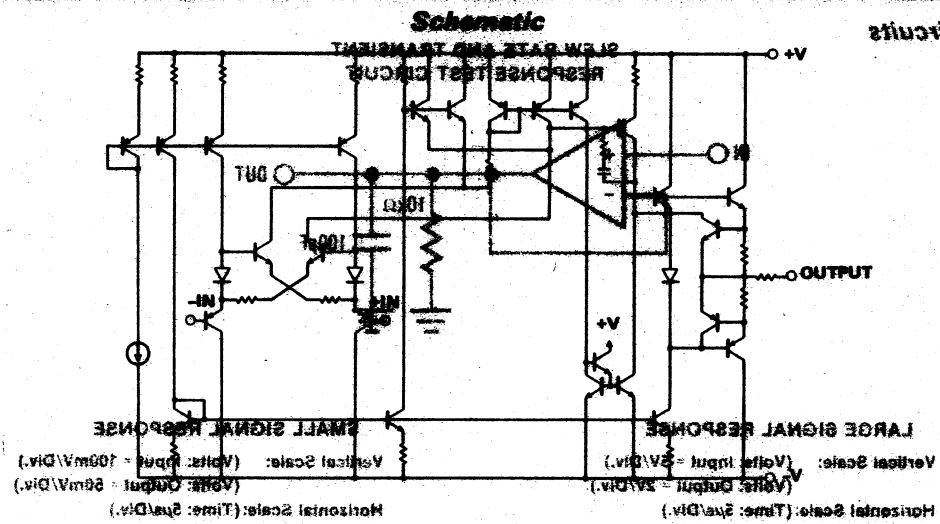 Schematic
SLEW RATE AND TRANSIENT
RESPONSE TEST CIRCUIT
+V
IN
OUT
10kΩ
100pF
OUTPUT
IN–
IN+
+V
SMALL SIGNAL RESPONSE
LARGE SIGNAL RESPONSE
Vertical Scale: (Volts: Input = 100mV/Div.)
(Volts: Output = 50mV/Div.)
Horizontal Scale: (Time: 5µs/Div.)
Vertical Scale: (Volts: Input = 5V/Div.)
(Volts: Output = 2V/Div.)
Horizontal Scale: (Time: 5µs/Div.)
–V